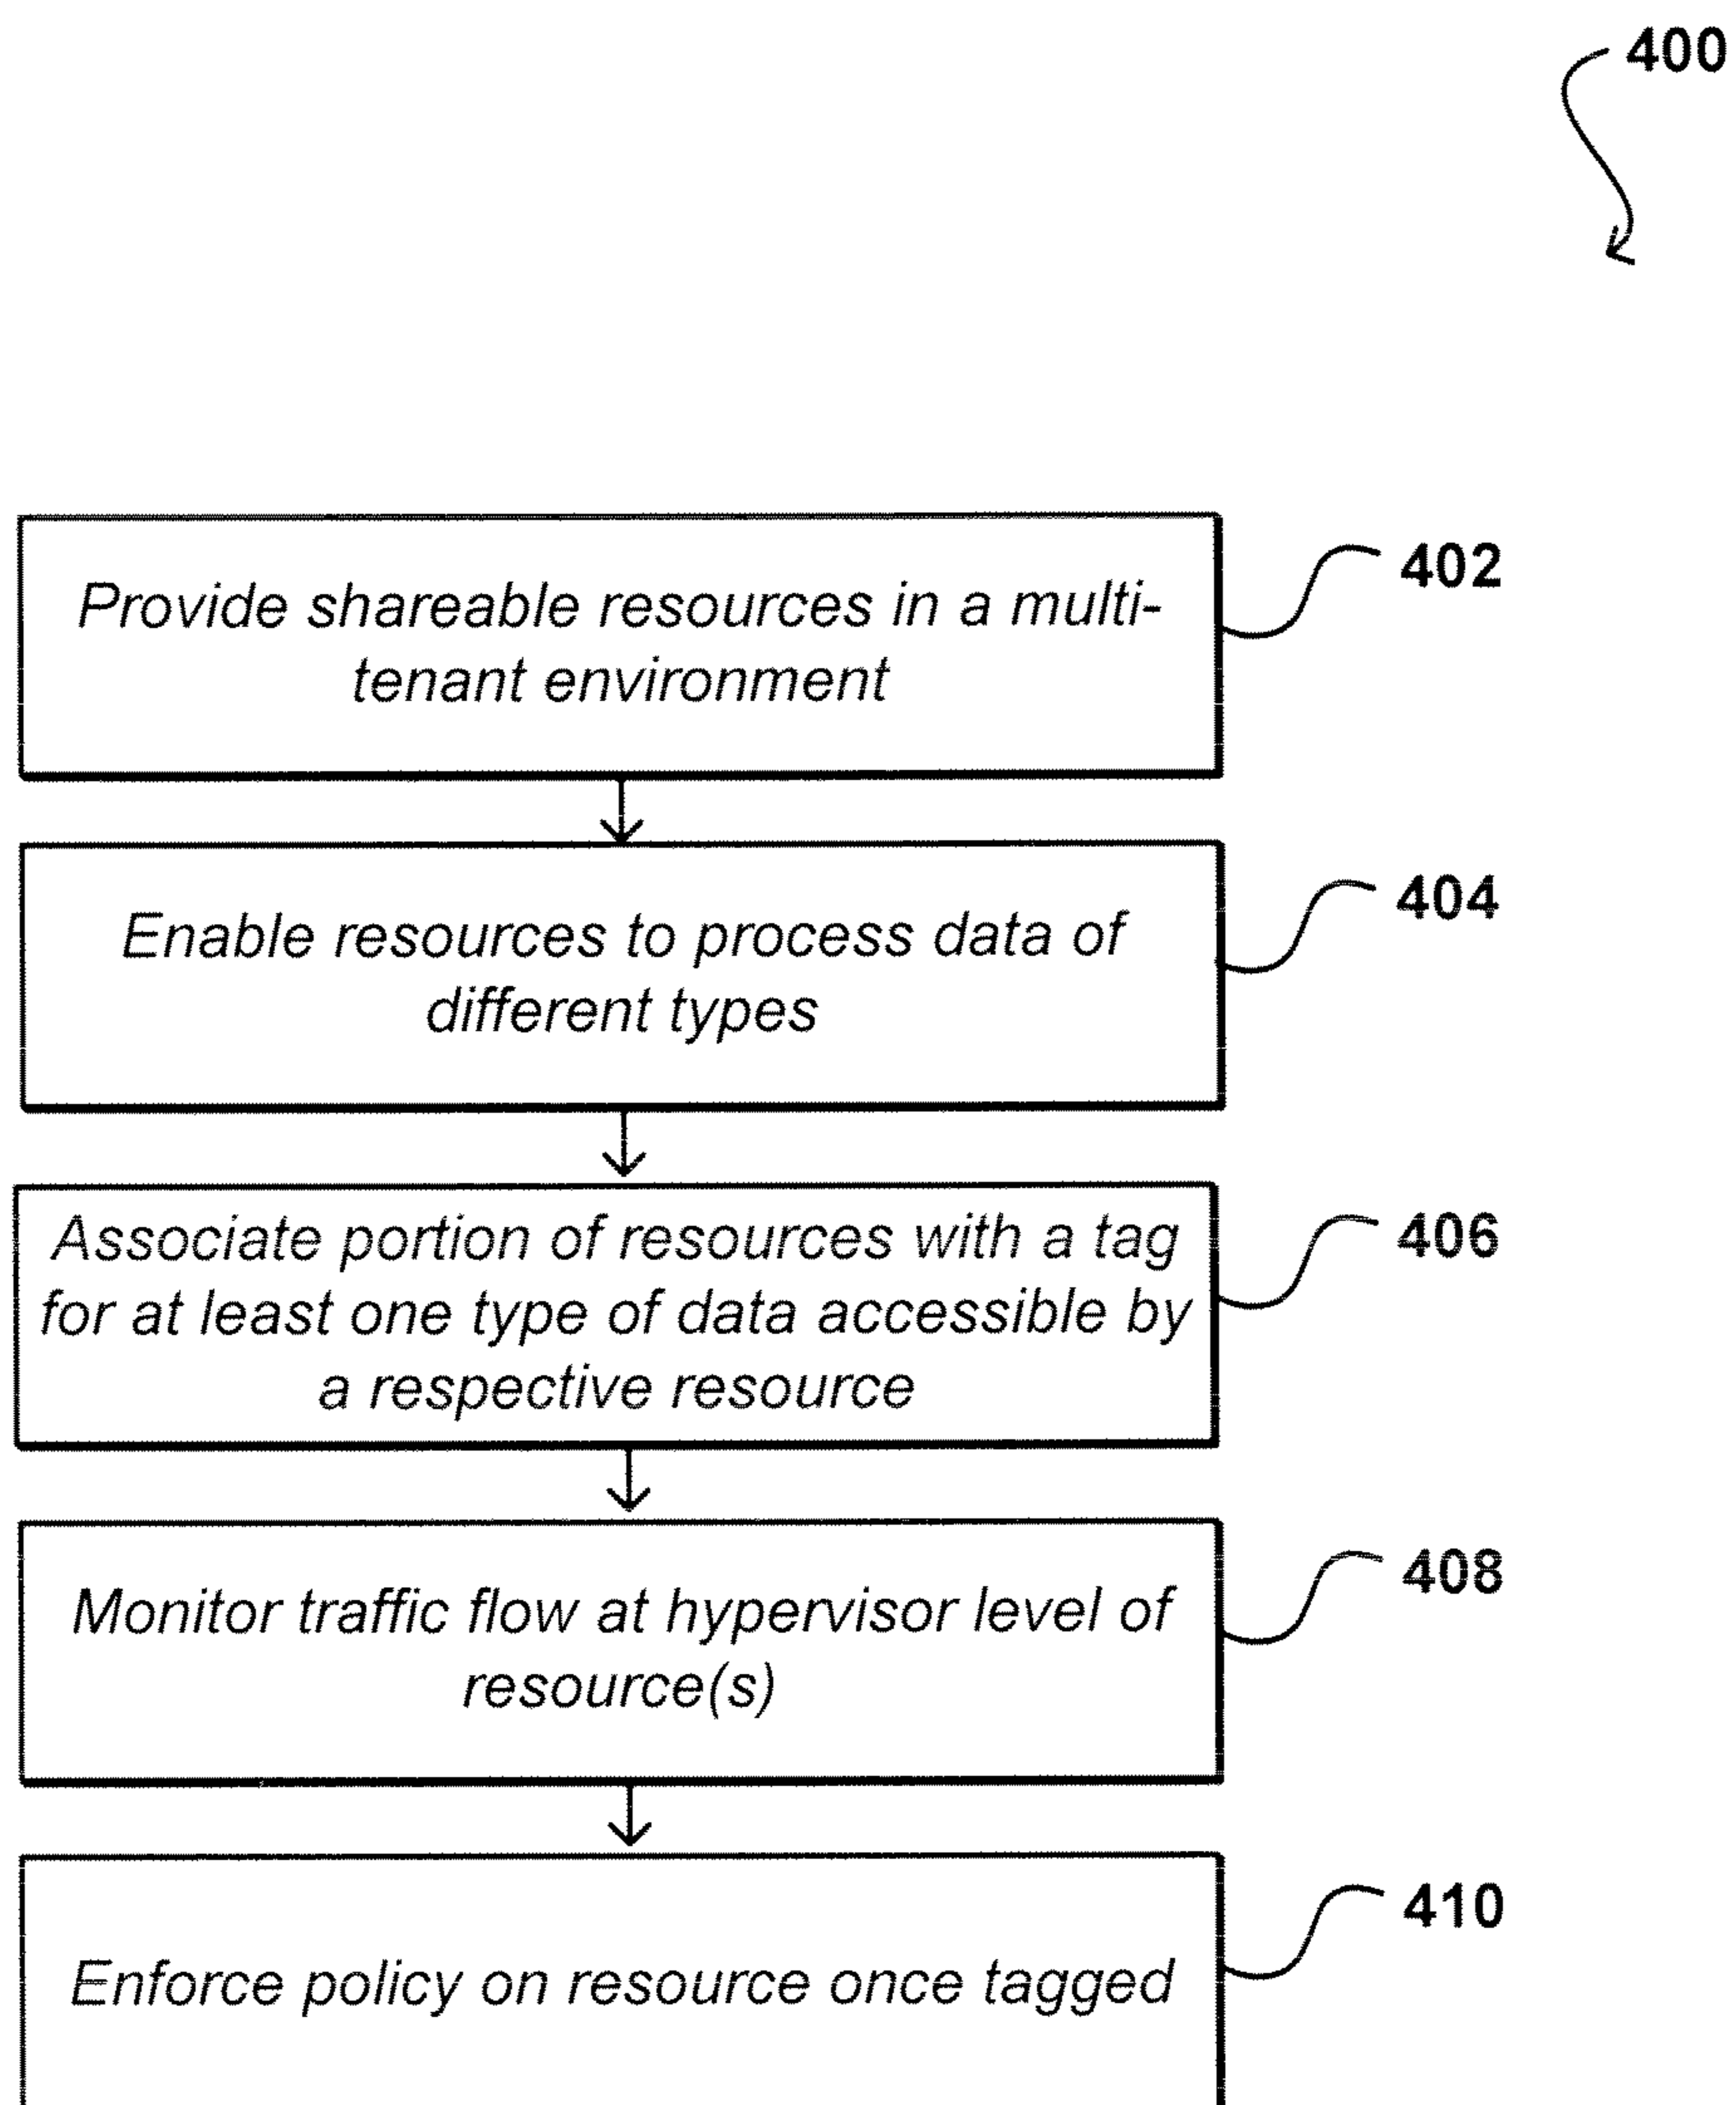 400
Provide shareable resources in a multi-
tenant environment
402
Enable resources to process data of
different types
404
Associate portion of resources with a tag
for at least one type of data accessible by
a respective resource
406
Monitor traffic flow at hypervisor level of
resource(s)
408
Enforce policy on resource once tagged
410